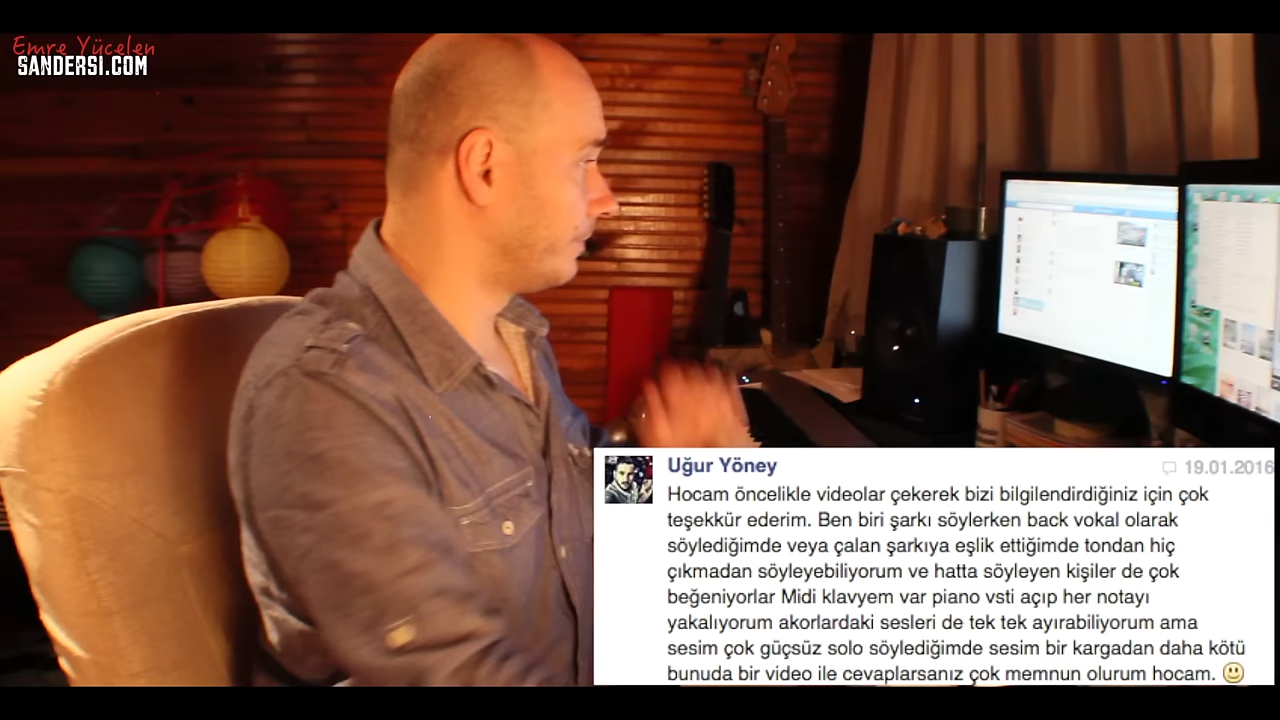 Emre Yücelen
SANDERSI.COM
Uğur Yöney
19.01.2016
Hocam öncelikle videolar çekerek bizi bilgilendirdiğiniz için çok
teşekkür ederim. Ben biri şarkı söylerken back vokal olarak
söylediğimde veya çalan şarkıya eşlik ettiğimde tondan hiç
çıkmadan söyleyebiliyorum ve hatta söyleyen kişiler de çok
beğeniyorlar Midi klavyem var piano vsti açıp her notayı
yakalıyorum akorlardaki sesleri de tek tek ayırabiliyorum ama
sesim çok güçsüz solo söylediğimde sesim bir kargadan daha kötü
bunuda bir video ile cevaplarsanız çok memnun olurum hocam. 🙂